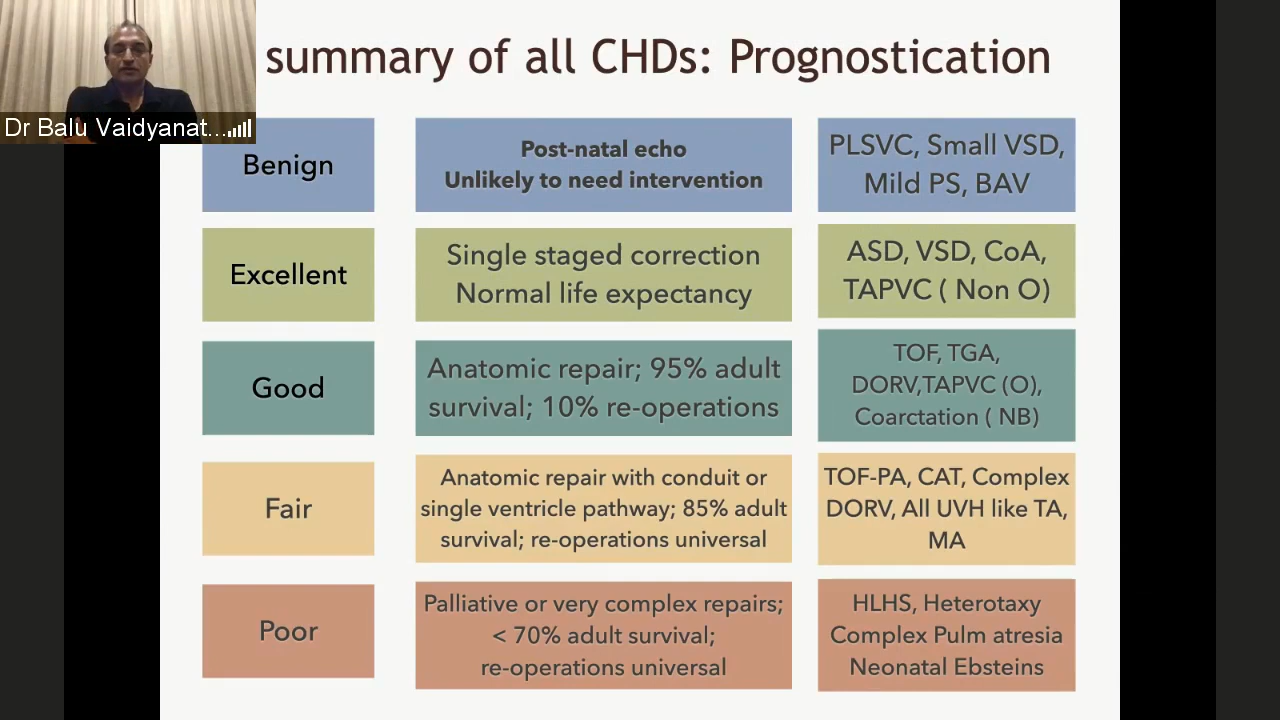 summary of all CHDs: Prognostication
Dr Balu Vaidyanat...
Benign
Post-natal echo
Unlikely to need intervention
PLSVC, Small VSD,
Mild PS, BAV
Excellent
Single staged correction
Normal life expectancy
ASD, VSD, CoA,
TAPVC ( Non O)
Good
Anatomic repair; 95% adult
survival; 10% re-operations
TOF, TGA,
DORV,TAPVC (O),
Coarctation ( NB)
Fair
Anatomic repair with conduit or
single ventricle pathway; 85% adult
survival; re-operations universal
TOF-PA, CAT, Complex
DORV, All UVH like TA,
MA
Poor
Palliative or very complex repairs;
< 70% adult survival;
re-operations universal
HLHS, Heterotaxy
Complex Pulm atresia
Neonatal Ebsteins